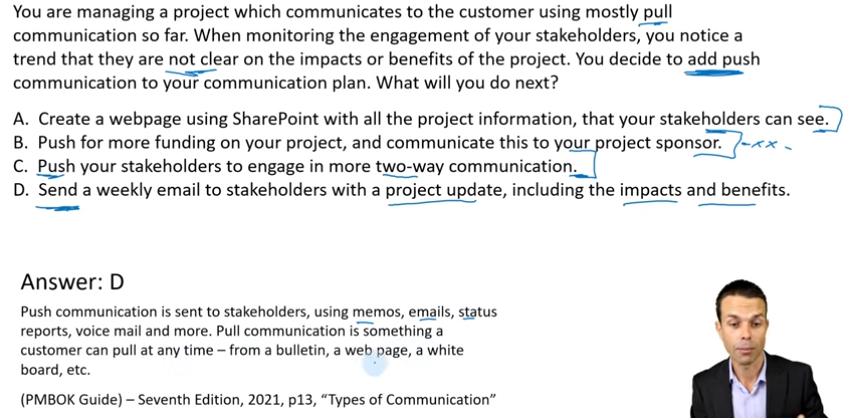 You are managing a project which communicates to the customer using mostly pull
communication so far. When monitoring the engagement of your stakeholders, you notice a
trend that they are not clear on the impacts or benefits of the project. You decide to add push
communication to your communication plan. What will you do next?
A. Create a webpage using SharePoint with all the project information, that your stakeholders can see.
B. Push for more funding on your project, and communicate this to your project sponsor.
C. Push your stakeholders to engage in more two-way communication.
D. Send a weekly email to stakeholders with a project update, including the impacts and benefits.
Answer: D
Push communication is sent to stakeholders, using memos, emails, status
reports, voice mail and more. Pull communication is something a
customer can pull at any time – from a bulletin, a web page, a white
board, etc.
(PMBOK Guide) – Seventh Edition, 2021, p13, “Types of Communication”